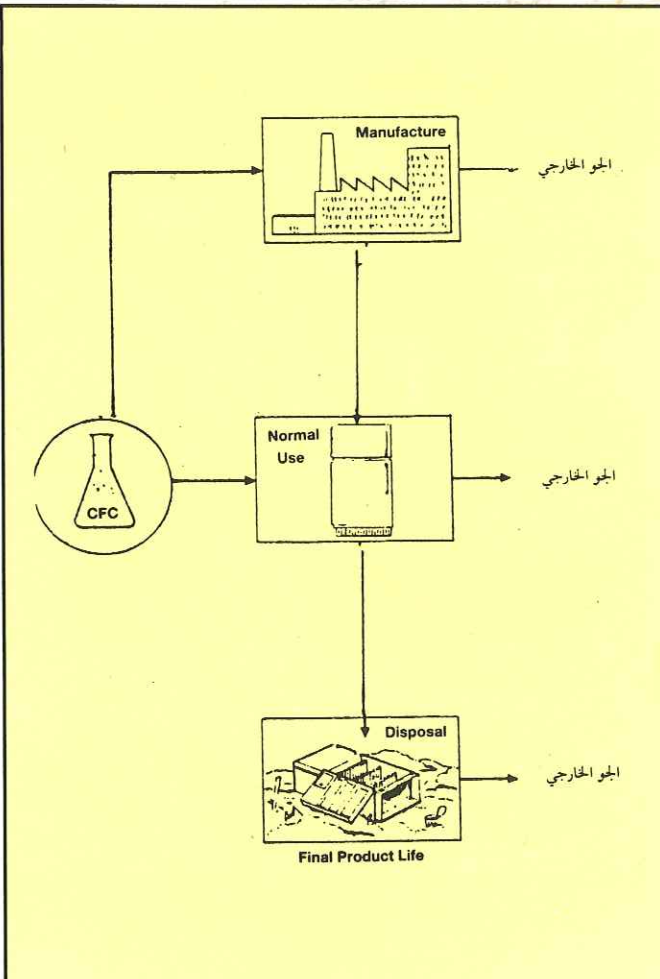 Manufacture
الجو الخارجي
Normal
Use
الجو الخارجي
CFC
Disposal
الجو الخارجي
Final Product Life